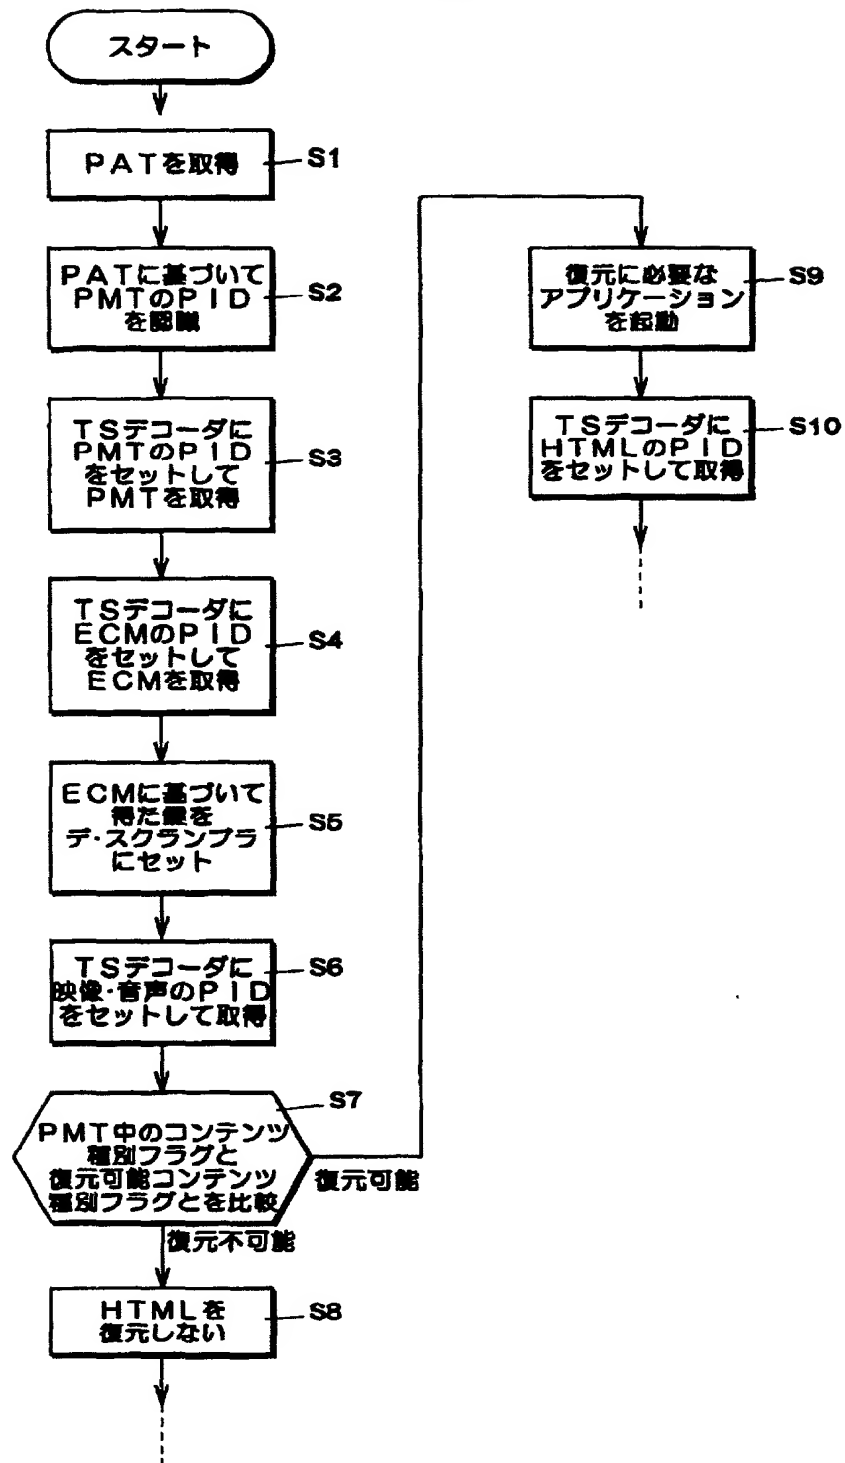 スタート
PATを取得
S1
PATに基づいて
PMTのPID
を認識
S2
TSデコーダに
PMTのPID
をセットして
PMTを取得
S3
TSデコーダに
ECMのPID
をセットして
ECMを取得
S4
ECMに基づいて
得た鍵を
デ・スクランブラ
にセット
S5
TSデコーダに
映像・音声のPID
をセットして取得
S6
S7
PMT中のコンテンツ
種別フラグと
復元可能コンテンツ
種別フラグとを比較
復元可能
復元不可能
HTMLを
復元しない
S8
復元に必要な
アプリケーション
を起動
S9
TSデコーダに
HTMLのPID
をセットして取得
S10